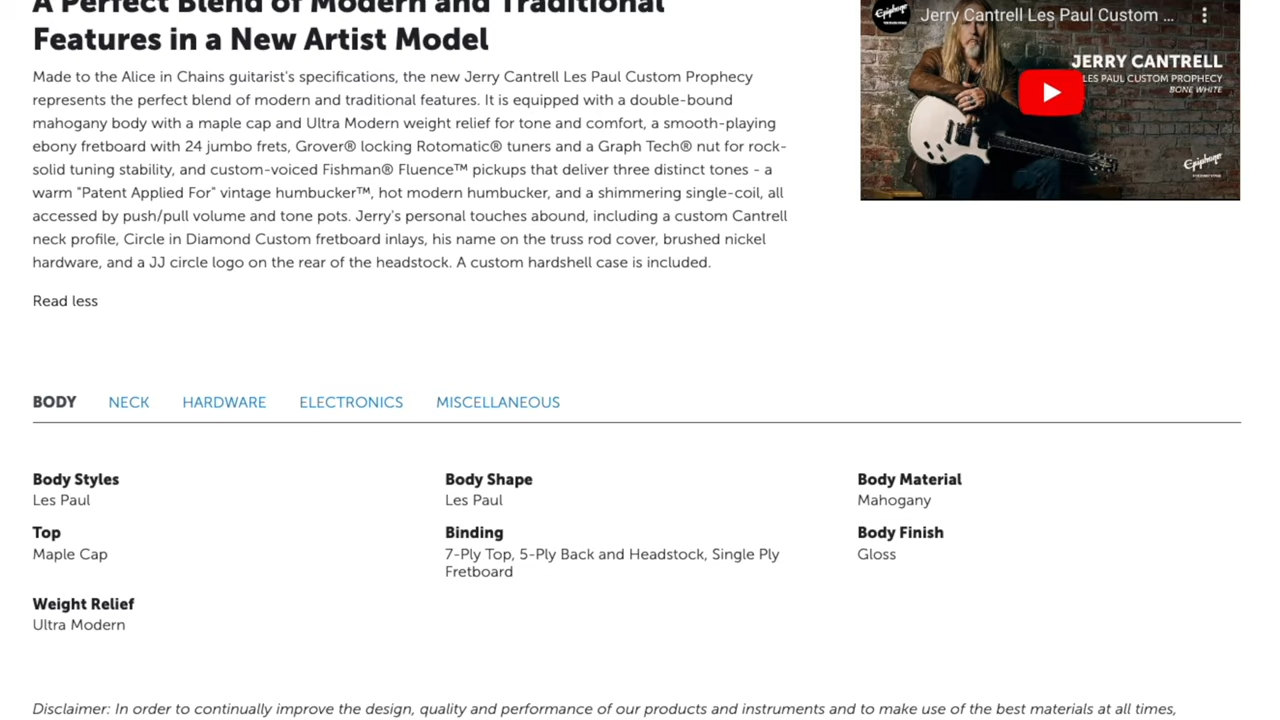 A Perfect Blend of Modern and Traditional
Features in a New Artist Model
Made to the Alice in Chains guitarist's specifications, the new Jerry Cantrell Les Paul Custom Prophecy
represents the perfect blend of modern and traditional features. It is equipped with a double-bound
mahogany body with a maple cap and Ultra Modern weight relief for tone and comfort, a smooth-playing
ebony fretboard with 24 jumbo frets, Grover® locking Rotomatic® tuners and a Graph Tech® nut for rock-
solid tuning stability, and custom-voiced Fishman® Fluence™ pickups that deliver three distinct tones - a
warm "Patent Applied For" vintage humbucker™, hot modern humbucker, and a shimmering single-coil, all
accessed by push/pull volume and tone pots. Jerry's personal touches abound, including a custom Cantrell
neck profile, Circle in Diamond Custom fretboard inlays, his name on the truss rod cover, brushed nickel
hardware, and a JJ circle logo on the rear of the headstock. A custom hardshell case is included.
Read less
Epiphone
Jerry Cantrell Les Paul Custom ...
JERRY CANTRELL
LES PAUL CUSTOM PROPHECY
BONE WHITE
Epiphone
BODY NECK HARDWARE ELECTRONICS MISCELLANEOUS
Body Styles
Les Paul
Body Shape
Les Paul
Body Material
Mahogany
Top
Maple Cap
Binding
7-Ply Top, 5-Ply Back and Headstock, Single Ply
Fretboard
Body Finish
Gloss
Weight Relief
Ultra Modern
Disclaimer: In order to continually improve the design, quality and performance of our products and instruments and to make use of the best materials at all times,